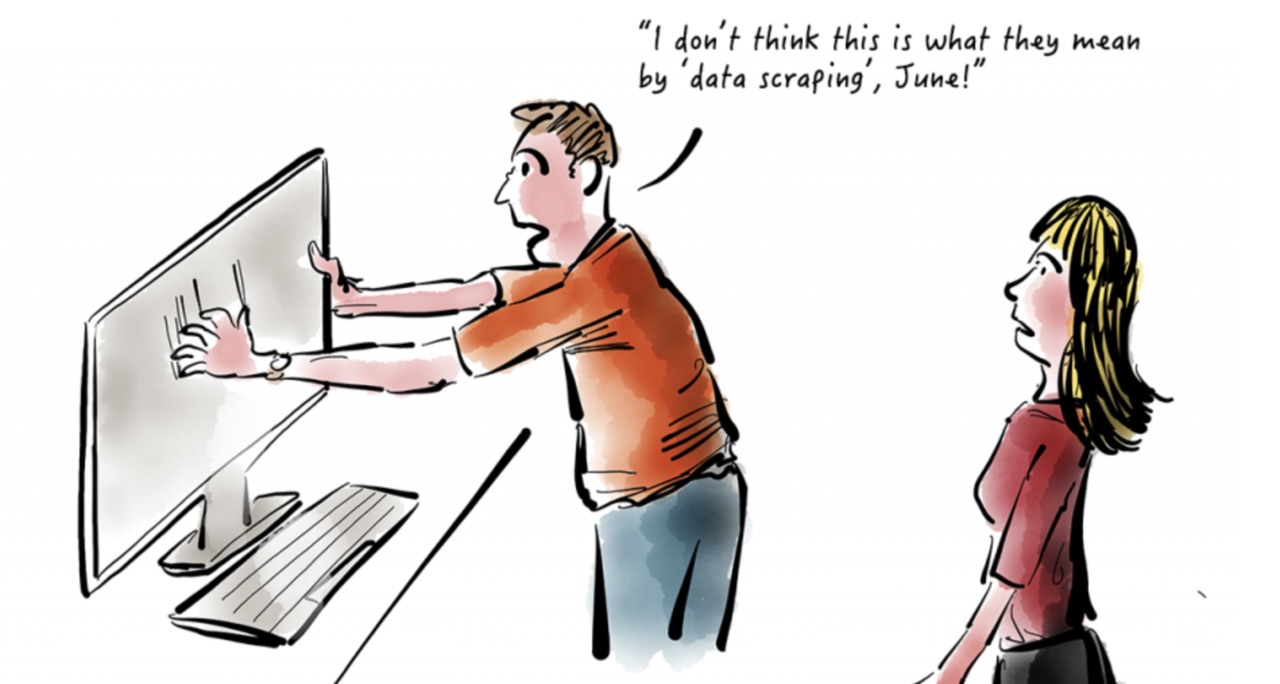 “I don’t think this is what they mean
by ‘data scraping’, June!”